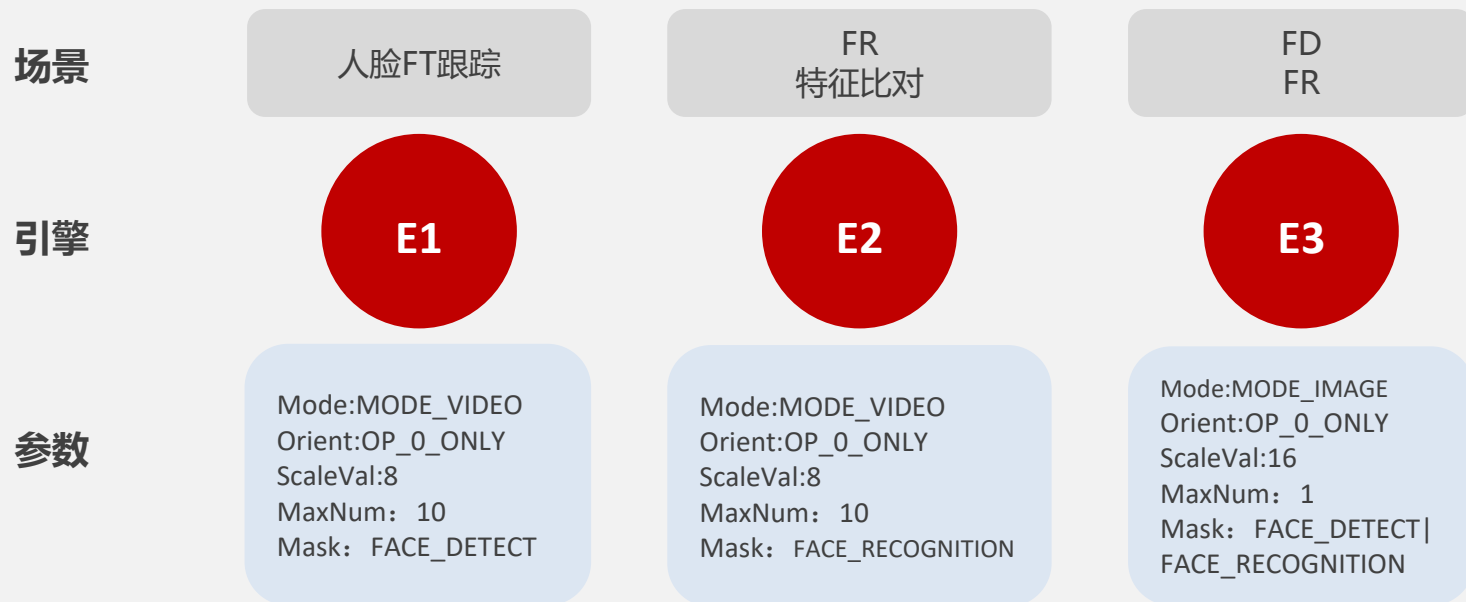 场景
人脸FT跟踪
FR
特征比对
FD
FR
引擎
E1
E2
E3
参数
Mode:MODE_VIDEO
Orient:OP_0_ONLY
ScaleVal:8
MaxNum：10
Mask：FACE_DETECT
Mode:MODE_VIDEO
Orient:OP_0_ONLY
ScaleVal:8
MaxNum：10
Mask：FACE_RECOGNITION
Mode:MODE_IMAGE
Orient:OP_0_ONLY
ScaleVal:16
MaxNum：1
Mask：FACE_DETECT|
FACE_RECOGNITION